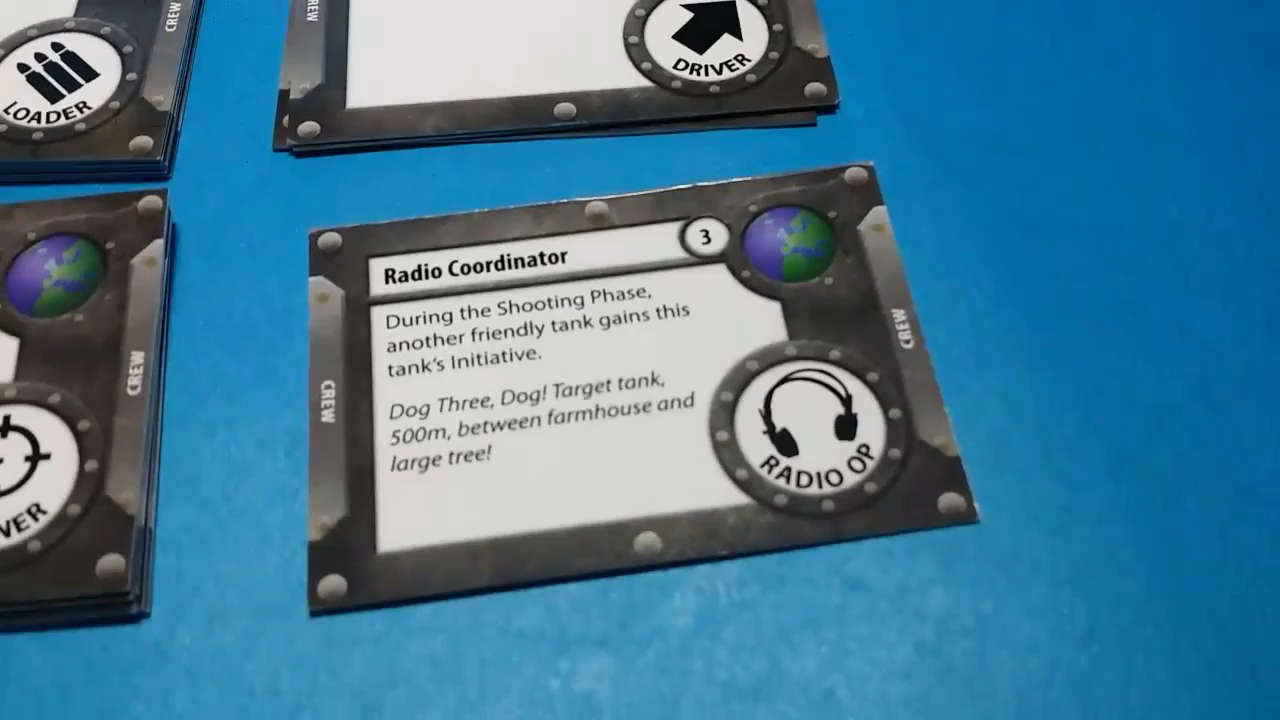 CREW
LOADER
CREW
DRIVER
CREW
VER
Radio Coordinator
3
During the Shooting Phase,
another friendly tank gains this
tank's Initiative.
Dog Three, Dog! Target tank,
500m, between farmhouse and
large tree!
CREW
CREW
RADIO OP